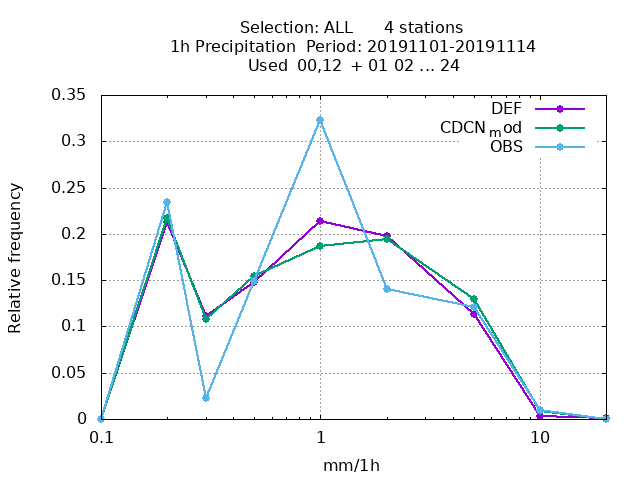 Selection: ALL 4 stations
1h Precipitation Period: 20191101-20191114
Used 00,12 + 01 02 ... 24
DEF
CDCN_mod
OBS
Relative frequency
0.35
0.3
0.25
0.2
0.15
0.1
0.05
0
0.1 1 10
mm/1h